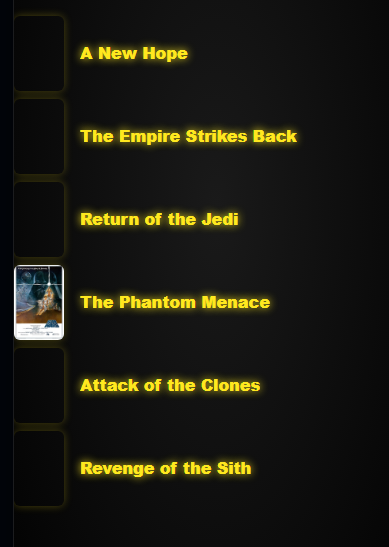 A New Hope
The Empire Strikes Back
Return of the Jedi
The Phantom Menace
Attack of the Clones
Revenge of the Sith